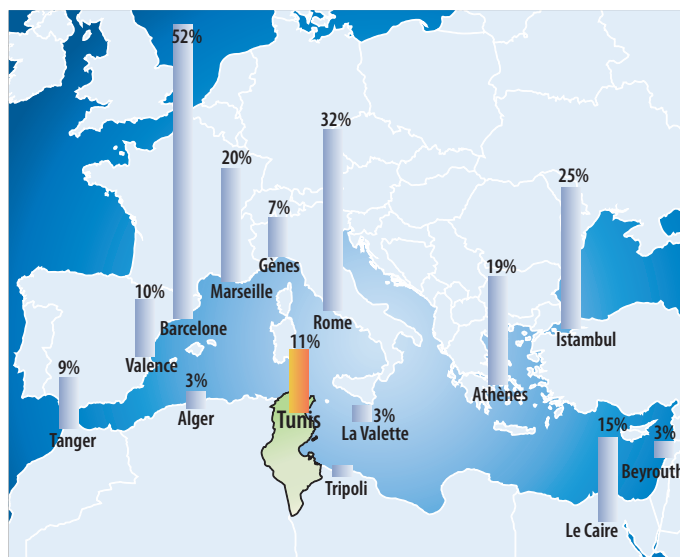 52%
Barcelone
32%
Rome
20%
Marseille
25%
Istambul
7%
Gènes
19%
Athènes
10%
Valence
11%
Tunis
9%
Tanger
3%
Alger
3%
La Valette
15%
Le Caire
3%
Beyrouth
Tripoli